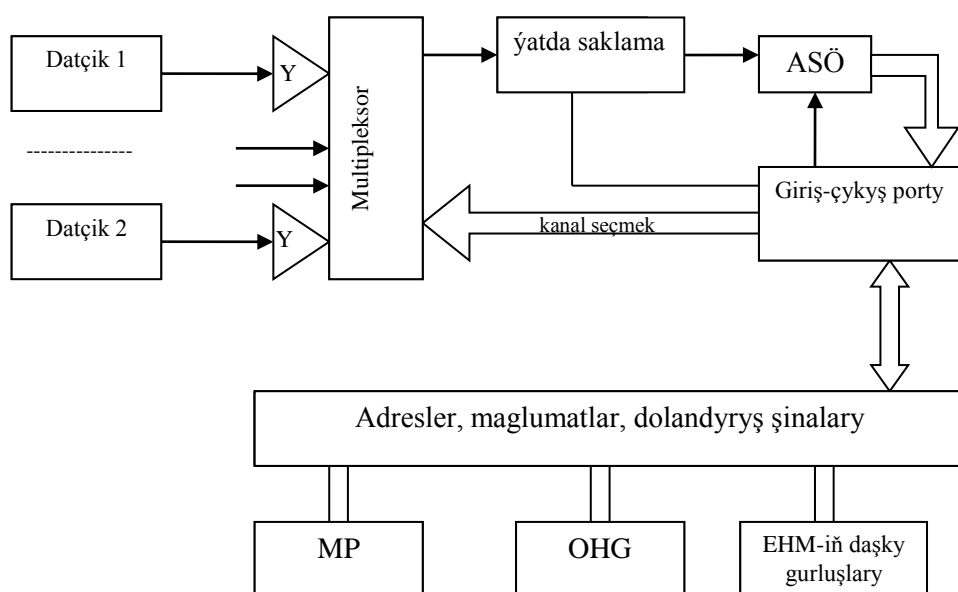 Datçik 1
Y
Multipleksor
ýatda saklama
ASÖ
---------------
Giriş-çykyş porty
Datçik 2
Y
kanal seçmek
Adresler, maglumatlar, dolandyryş şinalary
MP
OHG
EHM-iň daşky
gurluşlary